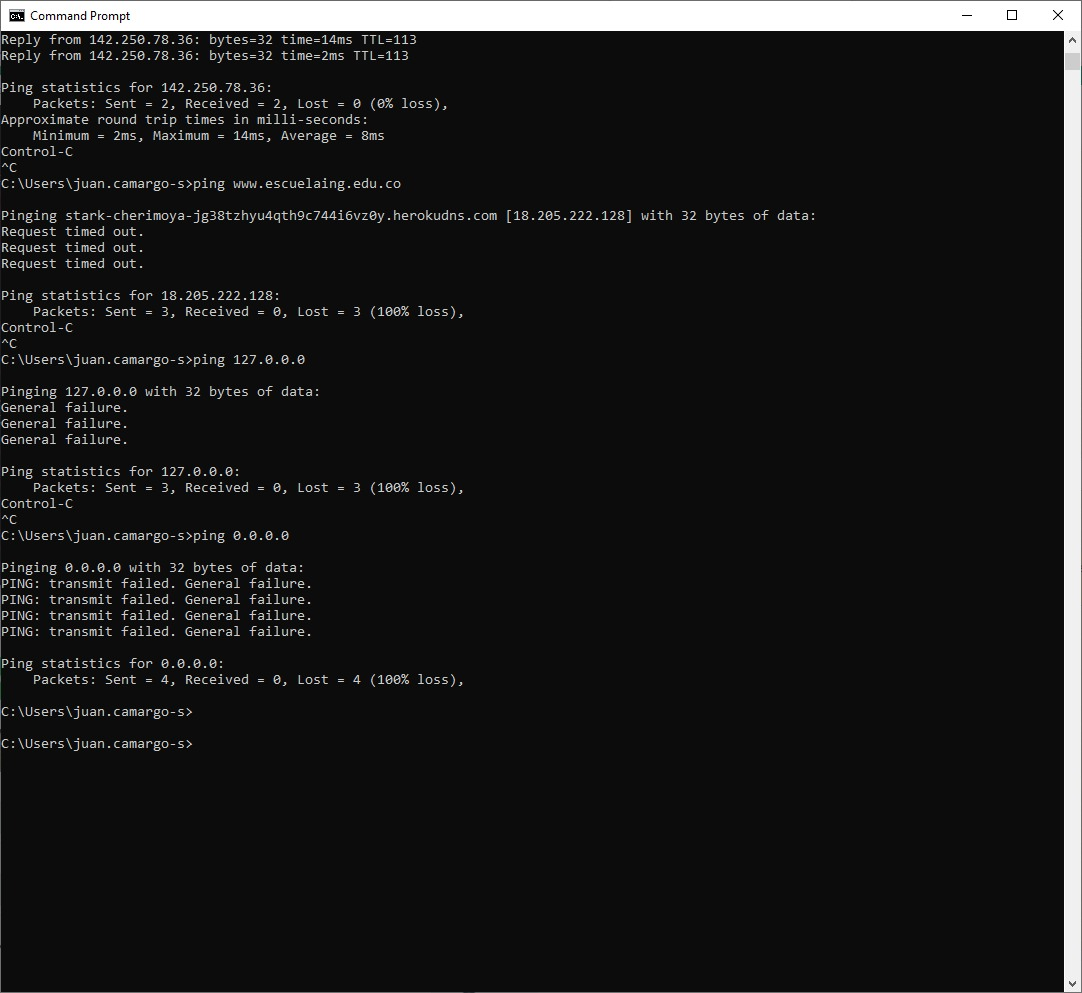 Command Prompt
Reply from 142.250.78.36: bytes=32 time=14ms TTL=113
Reply from 142.250.78.36: bytes=32 time=2ms TTL=113
Ping statistics for 142.250.78.36:
    Packets: Sent = 2, Received = 2, Lost = 0 (0% loss),
Approximate round trip times in milli-seconds:
    Minimum = 2ms, Maximum = 14ms, Average = 8ms
Control-C
^C
C:\Users\juan.camargo-s>ping www.escuelaing.edu.co
Pinging stark-cherimoya-jg38tzhyu4qth9c744i6vz0y.herokudns.com [18.205.222.128] with 32 bytes of data:
Request timed out.
Request timed out.
Request timed out.
Ping statistics for 18.205.222.128:
    Packets: Sent = 3, Received = 0, Lost = 3 (100% loss),
Control-C
^C
C:\Users\juan.camargo-s>ping 127.0.0.0
Pinging 127.0.0.0 with 32 bytes of data:
General failure.
General failure.
General failure.
Ping statistics for 127.0.0.0:
    Packets: Sent = 3, Received = 0, Lost = 3 (100% loss),
Control-C
^C
C:\Users\juan.camargo-s>ping 0.0.0.0
Pinging 0.0.0.0 with 32 bytes of data:
PING: transmit failed. General failure.
PING: transmit failed. General failure.
PING: transmit failed. General failure.
PING: transmit failed. General failure.
Ping statistics for 0.0.0.0:
    Packets: Sent = 4, Received = 0, Lost = 4 (100% loss),
C:\Users\juan.camargo-s>
C:\Users\juan.camargo-s>